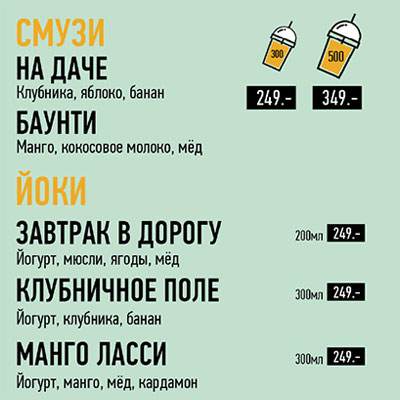 СМУЗИ
300 500
НА ДАЧЕ
Клубника, яблоко, банан
249.- 349.-
БАУНТИ
Манго, кокосовое молоко, мёд
ЙОКИ
ЗАВТРАК В ДОРОГУ 200мл 249.-
Йогурт, мюсли, ягоды, мёд
КЛУБНИЧНОЕ ПОЛЕ 300мл 249.-
Йогурт, клубника, банан
МАНГО ЛАССИ 300мл 249.-
Йогурт, манго, мёд, кардамон